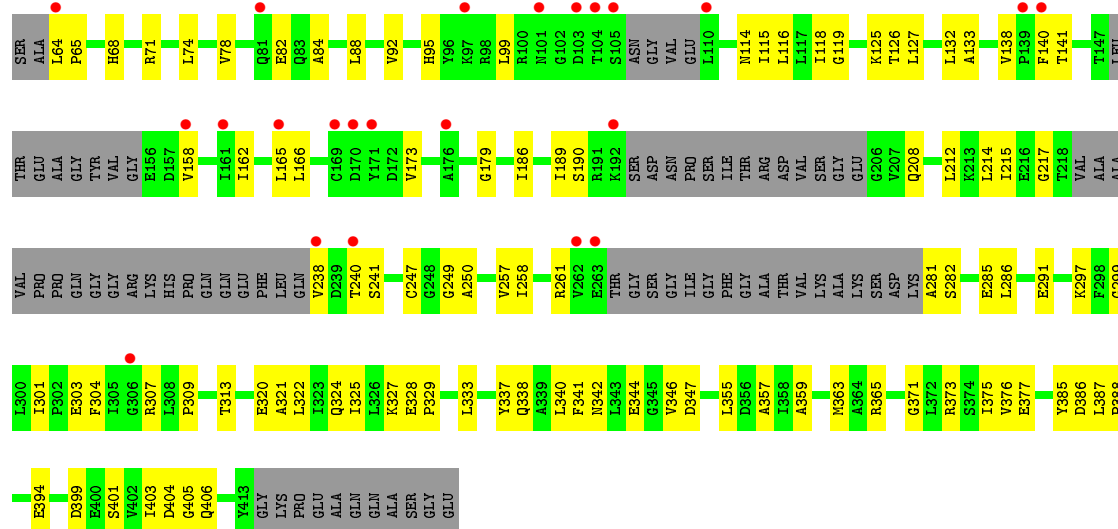 SER ALA L64 P65 H68 R71 L74 V78 Q81 E82 Q83 A84 L88 V92 H95 Y96 K97 R98 L99 R100 N101 G102 D103 T104 S105 ASN GLY VAL GLU L110 N114 I115 L116 L117 I118 G119 K125 T126 L127 L132 A133 V138 P139 F140 T141 T147 LEU
THR GLU ALA GLY TYR VAL GLY E156 D157 V158 I161 I162 L165 L166 C169 D170 Y171 D172 V173 A176 G179 I186 I189 S190 R191 K192 SER ASP ASN PRO SER ILE THR ARG ASP VAL SER GLY GLU G206 V207 Q208 L212 K213 L214 I215 E216 G217 T218 VAL ALA ALA
VAL PRO PRO GLN GLY GLY ARG LYS HIS PRO GLN GLN GLU PHE LEU GLN V238 D239 T240 S241 C247 G248 G249 A250 V257 I258 R261 V262 E263 THR GLY SER GLY ILE GLY PHE GLY ALA THR VAL LYS ALA LYS SER ASP LYS A281 S282 E285 L286 E291 K297 F298 G299
L300 I301 P302 E303 F304 I305 G306 R307 L308 P309 T313 E320 A321 L322 I323 Q324 I325 L326 K327 E328 P329 L333 Y337 Q338 A339 L340 F341 N342 L343 E344 G345 V346 D347 L355 D356 A357 I358 A359 M363 A364 R365 G371 L372 R373 S374 I375 V376 E377 Y385 D386 L387 P388
E394 D399 E400 S401 V402 I403 D404 G405 Q406 Y413 GLY LYS PRO GLU ALA GLN GLN ALA SER GLY GLU